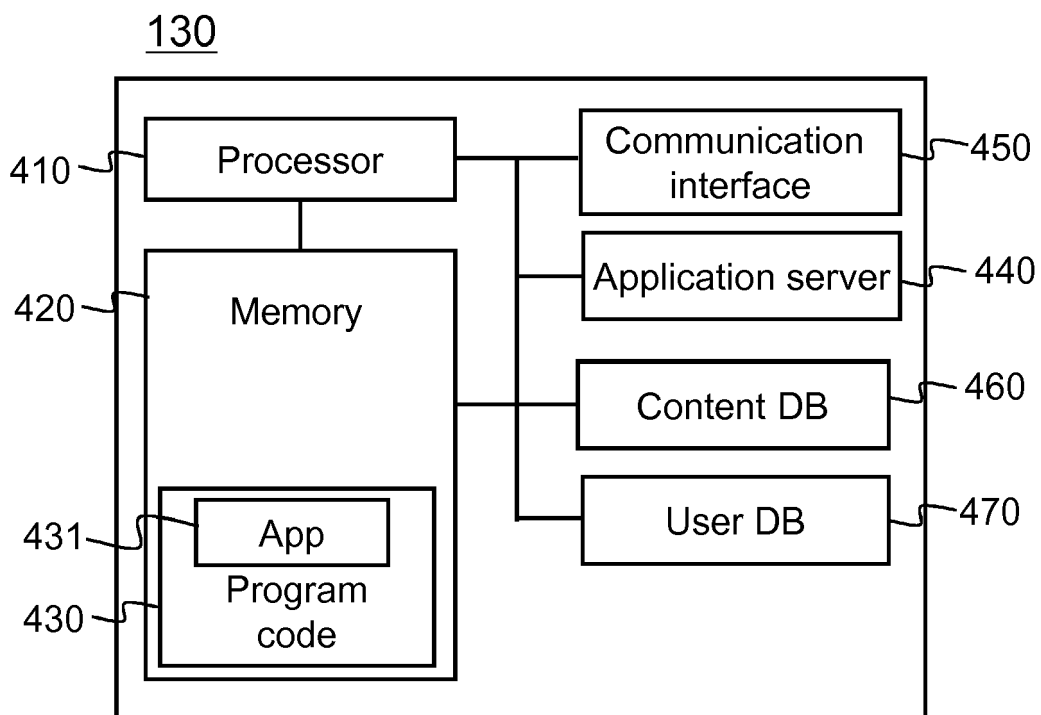 130
410
Processor
Communication
interface
450
420
Memory
Application server
440
Content DB
460
431
App
430
Program
code
User DB
470